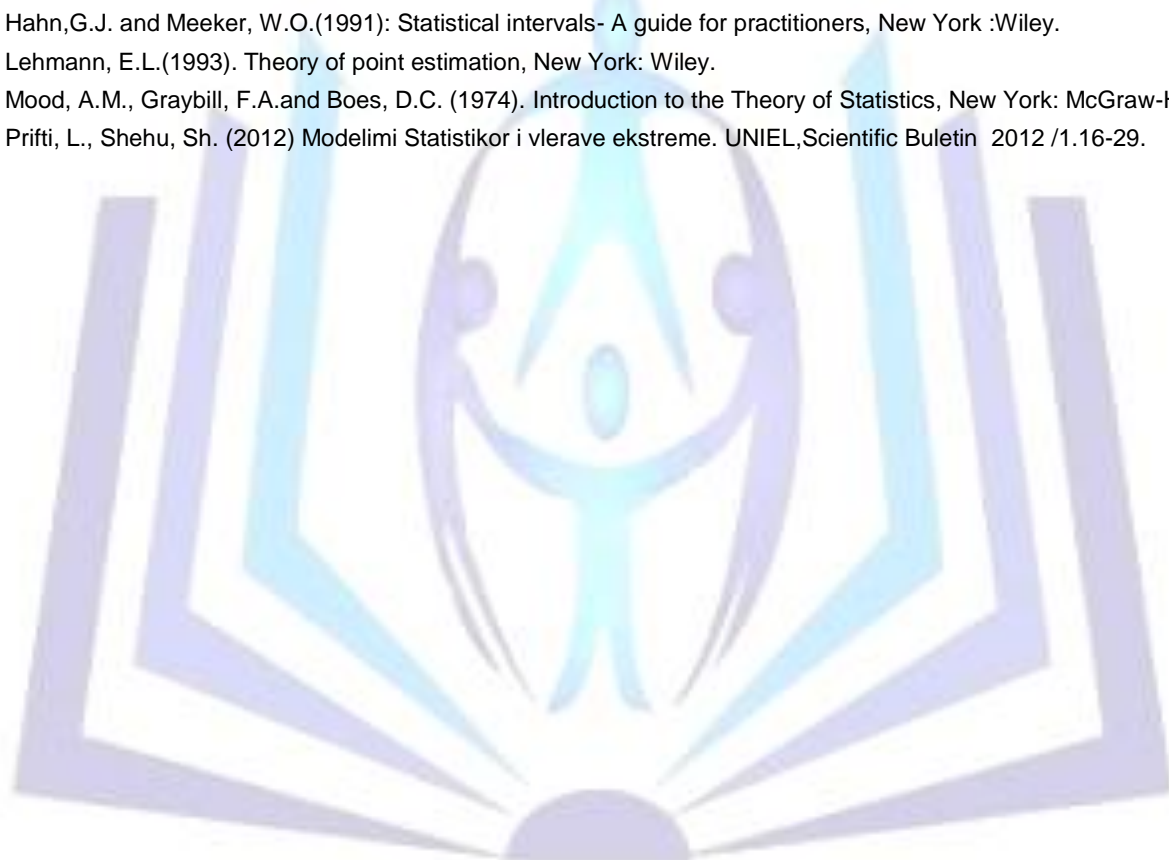 Hahn,G.J. and Meeker, W.O.(1991): Statistical intervals- A guide for practitioners, New York :Wiley.
Lehmann, E.L.(1993). Theory of point estimation, New York: Wiley.
Mood, A.M., Graybill, F.A.and Boes, D.C. (1974). Introduction to the Theory of Statistics, New York: McGraw-
Prifti, L., Shehu, Sh. (2012) Modelimi Statistikor i vlerave ekstreme. UNIEL,Scientific Buletin 2012 /1.16-29.